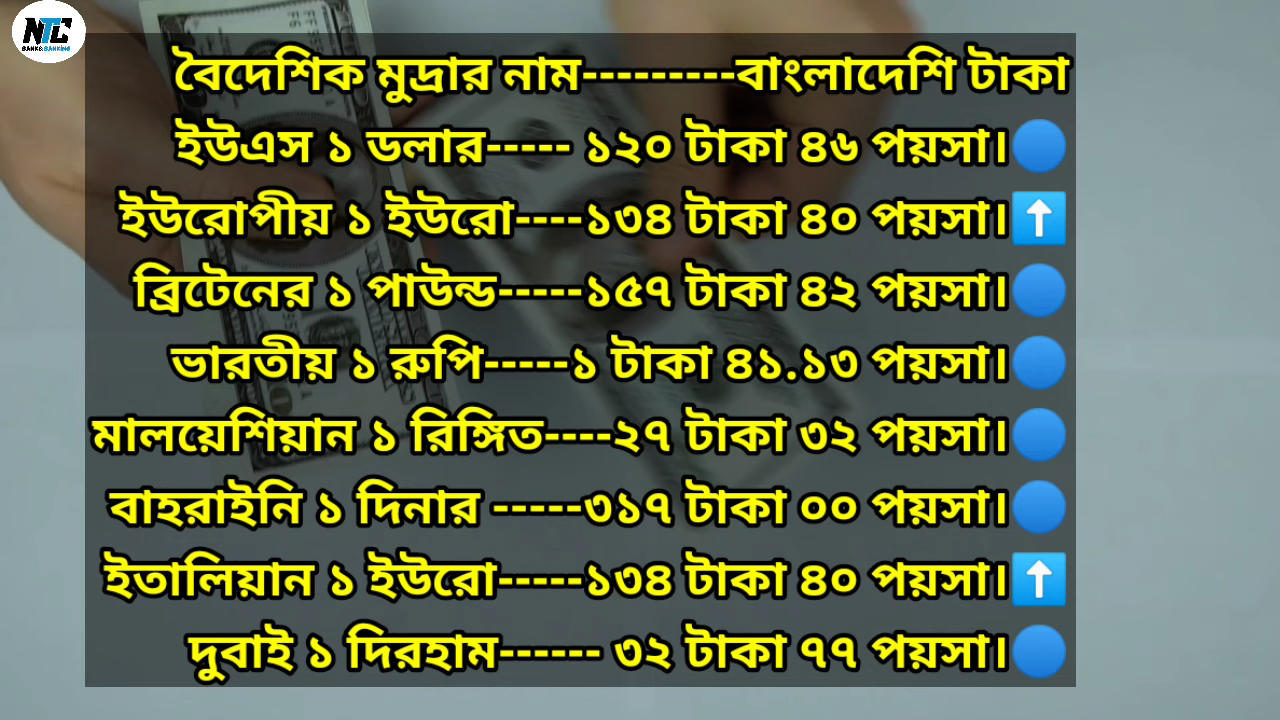 NTC
BANK& BANKING
বৈদেশিক মুদ্রার নাম---------বাংলাদেশি টাকা
ইউএস ১ ডলার----- ১২০ টাকা ৪৬ পয়সা।
ইউরোপীয় ১ ইউরো----১৩৪ টাকা ৪০ পয়সা।
ব্রিটেনের ১ পাউন্ড-----১৫৭ টাকা ৪২ পয়সা।
ভারতীয় ১ রুপি-----১ টাকা ৪১.১৩ পয়সা।
মালয়েশিয়ান ১ রিঙ্গিত----২৭ টাকা ৩২ পয়সা।
বাহরাইনি ১ দিনার -----৩১৭ টাকা ০০ পয়সা।
ইতালিয়ান ১ ইউরো-----১৩৪ টাকা ৪০ পয়সা।
দুবাই ১ দিরহাম------ ৩২ টাকা ৭৭ পয়সা।